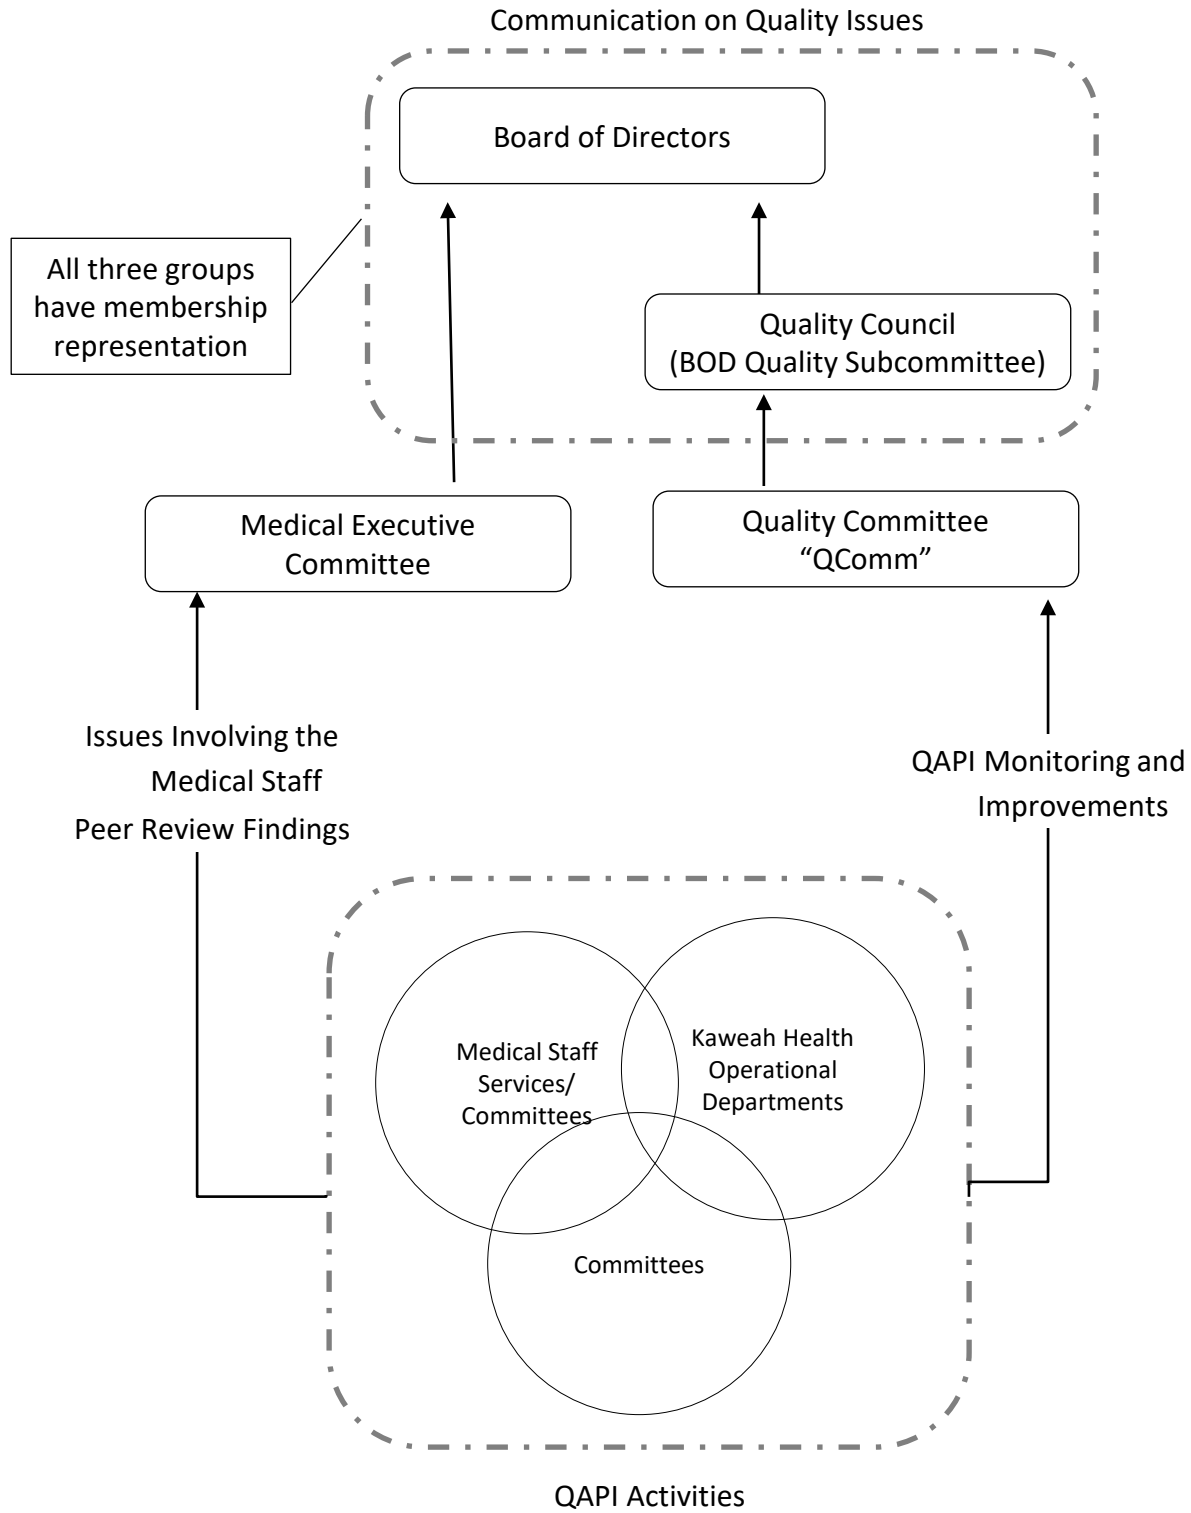 Communication on Quality Issues
Board of Directors
All three groups
have membership
representation
Quality Council
(BOD Quality Subcommittee)
Medical Executive
Committee
Quality Committee
“QComm”
Issues Involving the
Medical Staff
Peer Review Findings
QAPI Monitoring and
Improvements
Medical Staff
Services/
Committees
Kaweah Health
Operational
Departments
Committees
QAPI Activities